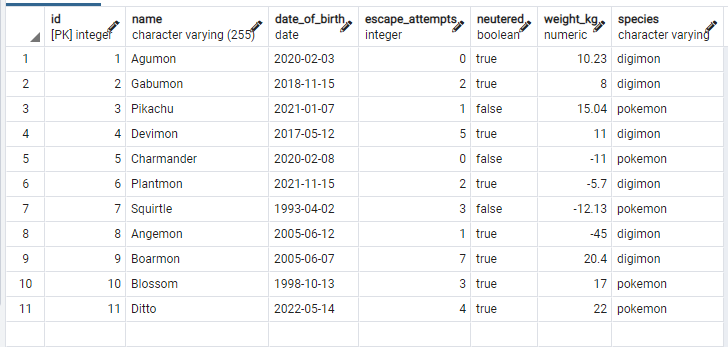 id name date_of_birth escape_attempts neutered weight_kg species
[PK] integer character varying (255) date integer boolean numeric character varying
1 1 Agumon 2020-02-03 0 true 10.23 digimon
2 2 Gabumon 2018-11-15 2 true 8 digimon
3 3 Pikachu 2021-01-07 1 false 15.04 pokemon
4 4 Devimon 2017-05-12 5 true 11 digimon
5 5 Charmander 2020-02-08 0 false -11 pokemon
6 6 Plantmon 2021-11-15 2 true -5.7 digimon
7 7 Squirtle 1993-04-02 3 false -12.13 pokemon
8 8 Angemon 2005-06-12 1 true -45 digimon
9 9 Boarmon 2005-06-07 7 true 20.4 digimon
10 10 Blossom 1998-10-13 3 true 17 pokemon
11 11 Ditto 2022-05-14 4 true 22 pokemon